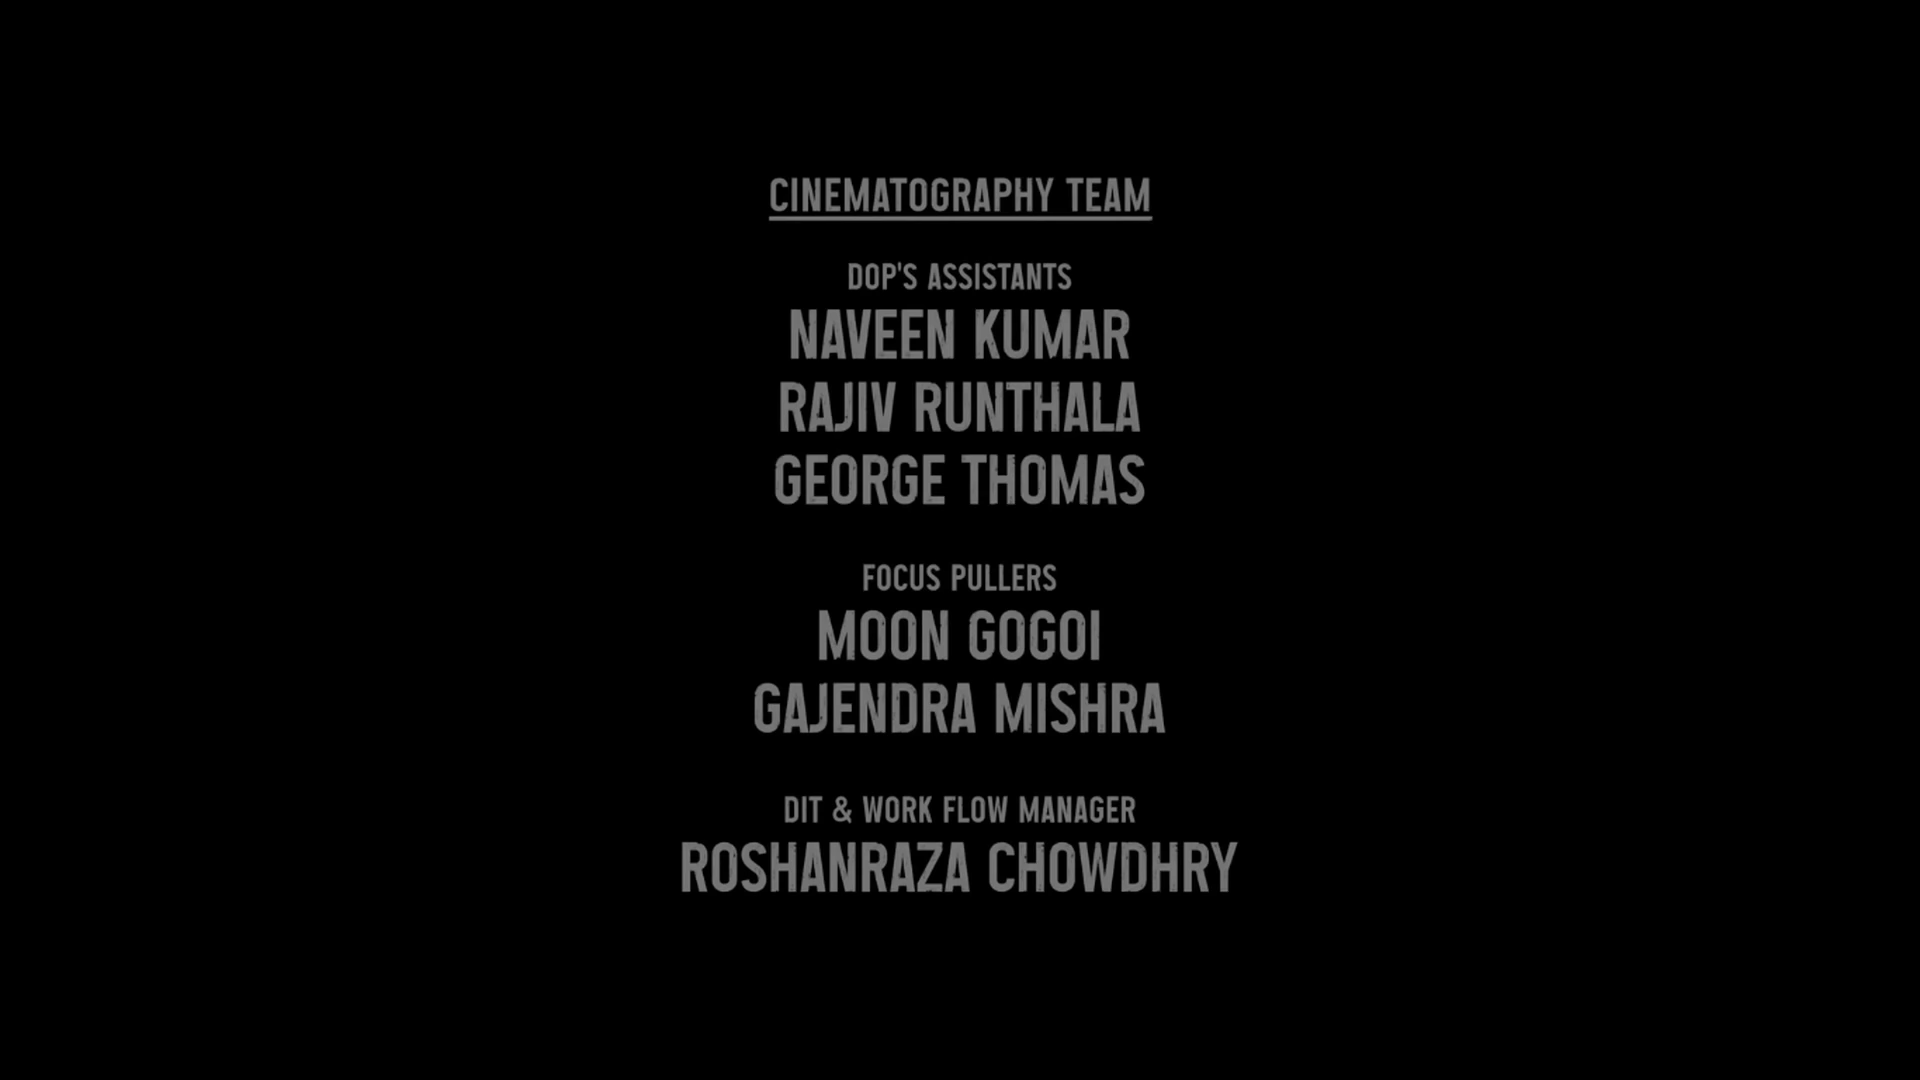 CINEMATOGRAPHY TEAM
DOP'S ASSISTANTS
NAVEEN KUMAR
RAJIV RUNTHALA
GEORGE THOMAS
FOCUS PULLERS
MOON GOGOI
GAJENDRA MISHRA
DIT & WORK FLOW MANAGER
ROSHANRAZA CHOWDHRY